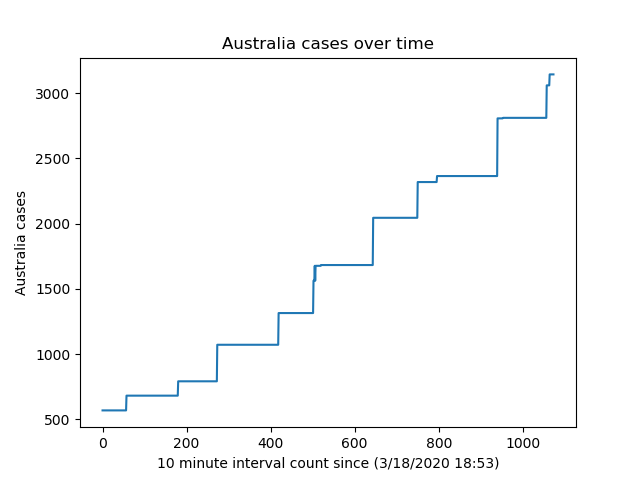 Australia cases over time
3000
2500
2000
1500
1000
500
Australia cases
0 200 400 600 800 1000
10 minute interval count since (3/18/2020 18:53)